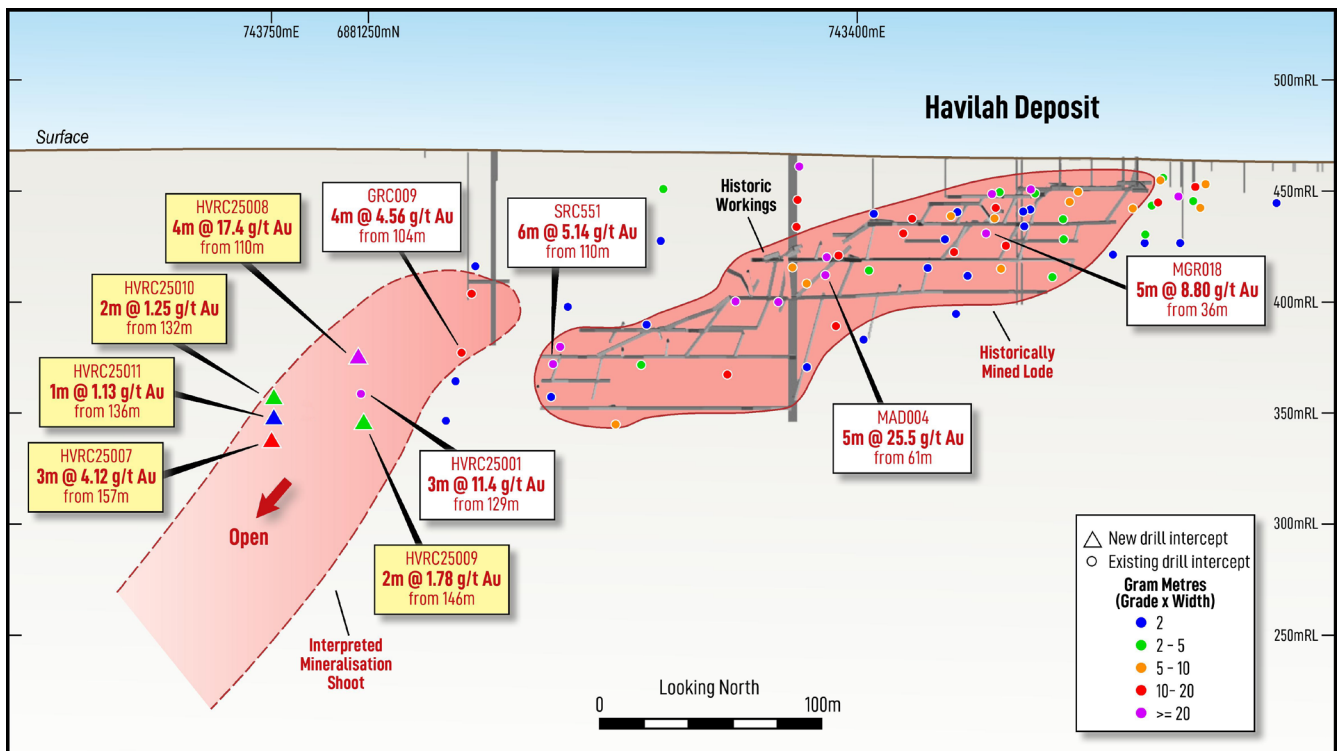 743750mE
6881250mN
743400mE
500mRL
Havilah Deposit
Surface
450mRL
HVRC25008
4m @ 17.4 g/t Au
from 110m
GRC009
4m @ 4.56 g/t Au
from 104m
SRC551
6m @ 5.14 g/t Au
from 110m
Historic
Workings
MGR018
5m @ 8.80 g/t Au
from 36m
HVRC25010
2m @ 1.25 g/t Au
from 132m
400mRL
HVRC25011
1m @ 1.13 g/t Au
from 136m
Historically
Mined Lode
350mRL
HVRC25007
3m @ 4.12 g/t Au
from 157m
HVRC25001
3m @ 11.4 g/t Au
from 129m
MAD004
5m @ 25.5 g/t Au
from 61m
Open
300mRL
HVRC25009
2m @ 1.78 g/t Au
from 146m
Interpreted
Mineralisation
Shoot
250mRL
Looking North
0
100m
New drill intercept
Existing drill intercept
Gram Metres
(Grade x Width)
2
2 - 5
5 - 10
10- 20
>= 20